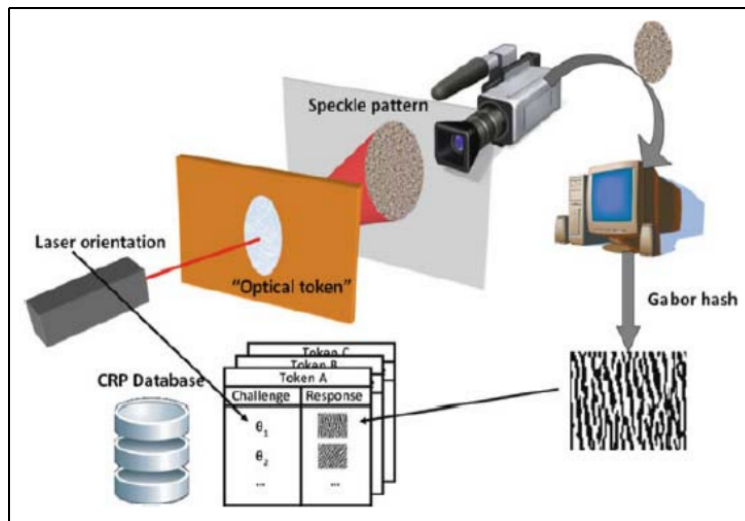 Speckle pattern
Laser orientation
“Optical token”
Gabor hash
CRP Database
Token C
Token B
Token A
Challenge Response
θ1
θ2
... ...